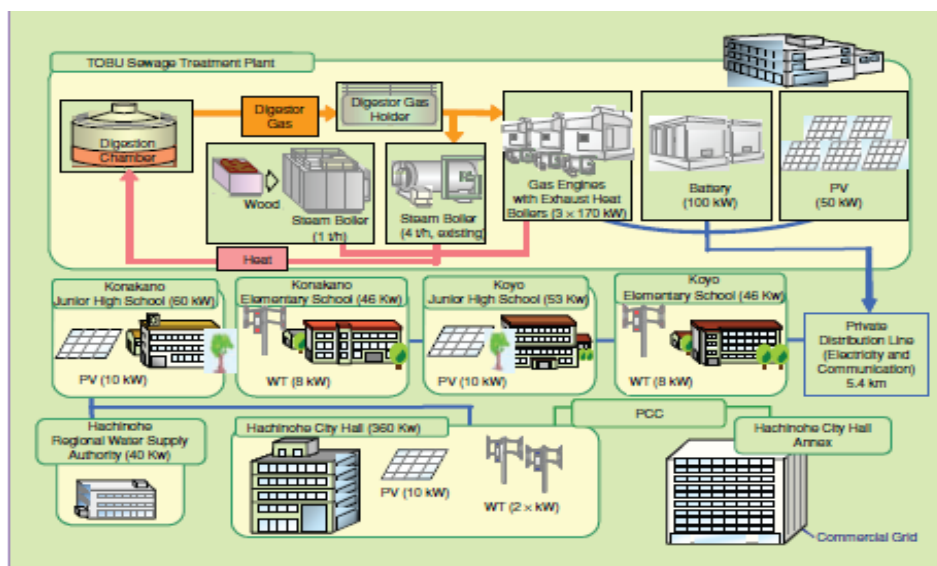 TOBU Sewage Treatment Plant
Digestion
Chamber
Digestor
Gas
Digestor Gas
Holder
Wood
Steam Boiler
(1 t/h)
Steam Boiler
(4 t/h, existing)
Gas Engines
with Exhaust Heat
Boilers (3 × 170 kW)
Battery
(100 kW)
PV
(50 kW)
Heat
Konakano
Junior High School (60 kW)
PV (10 kW)
Konakano
Elementary School (46 Kw)
WT (8 kW)
Koyo
Junior High School (53 Kw)
PV (10 kW)
Koyo
Elementary School (46 Kw)
WT (8 kW)
Private
Distribution Line
(Electricity and
Communication)
5.4 km
Hachinohe
Regional Water Supply
Authority (40 Kw)
Hachinohe City Hall (360 Kw)
PV (10 kW)
WT (2 × kW)
PCC
Hachinohe City Hall
Annex
Commercial Grid